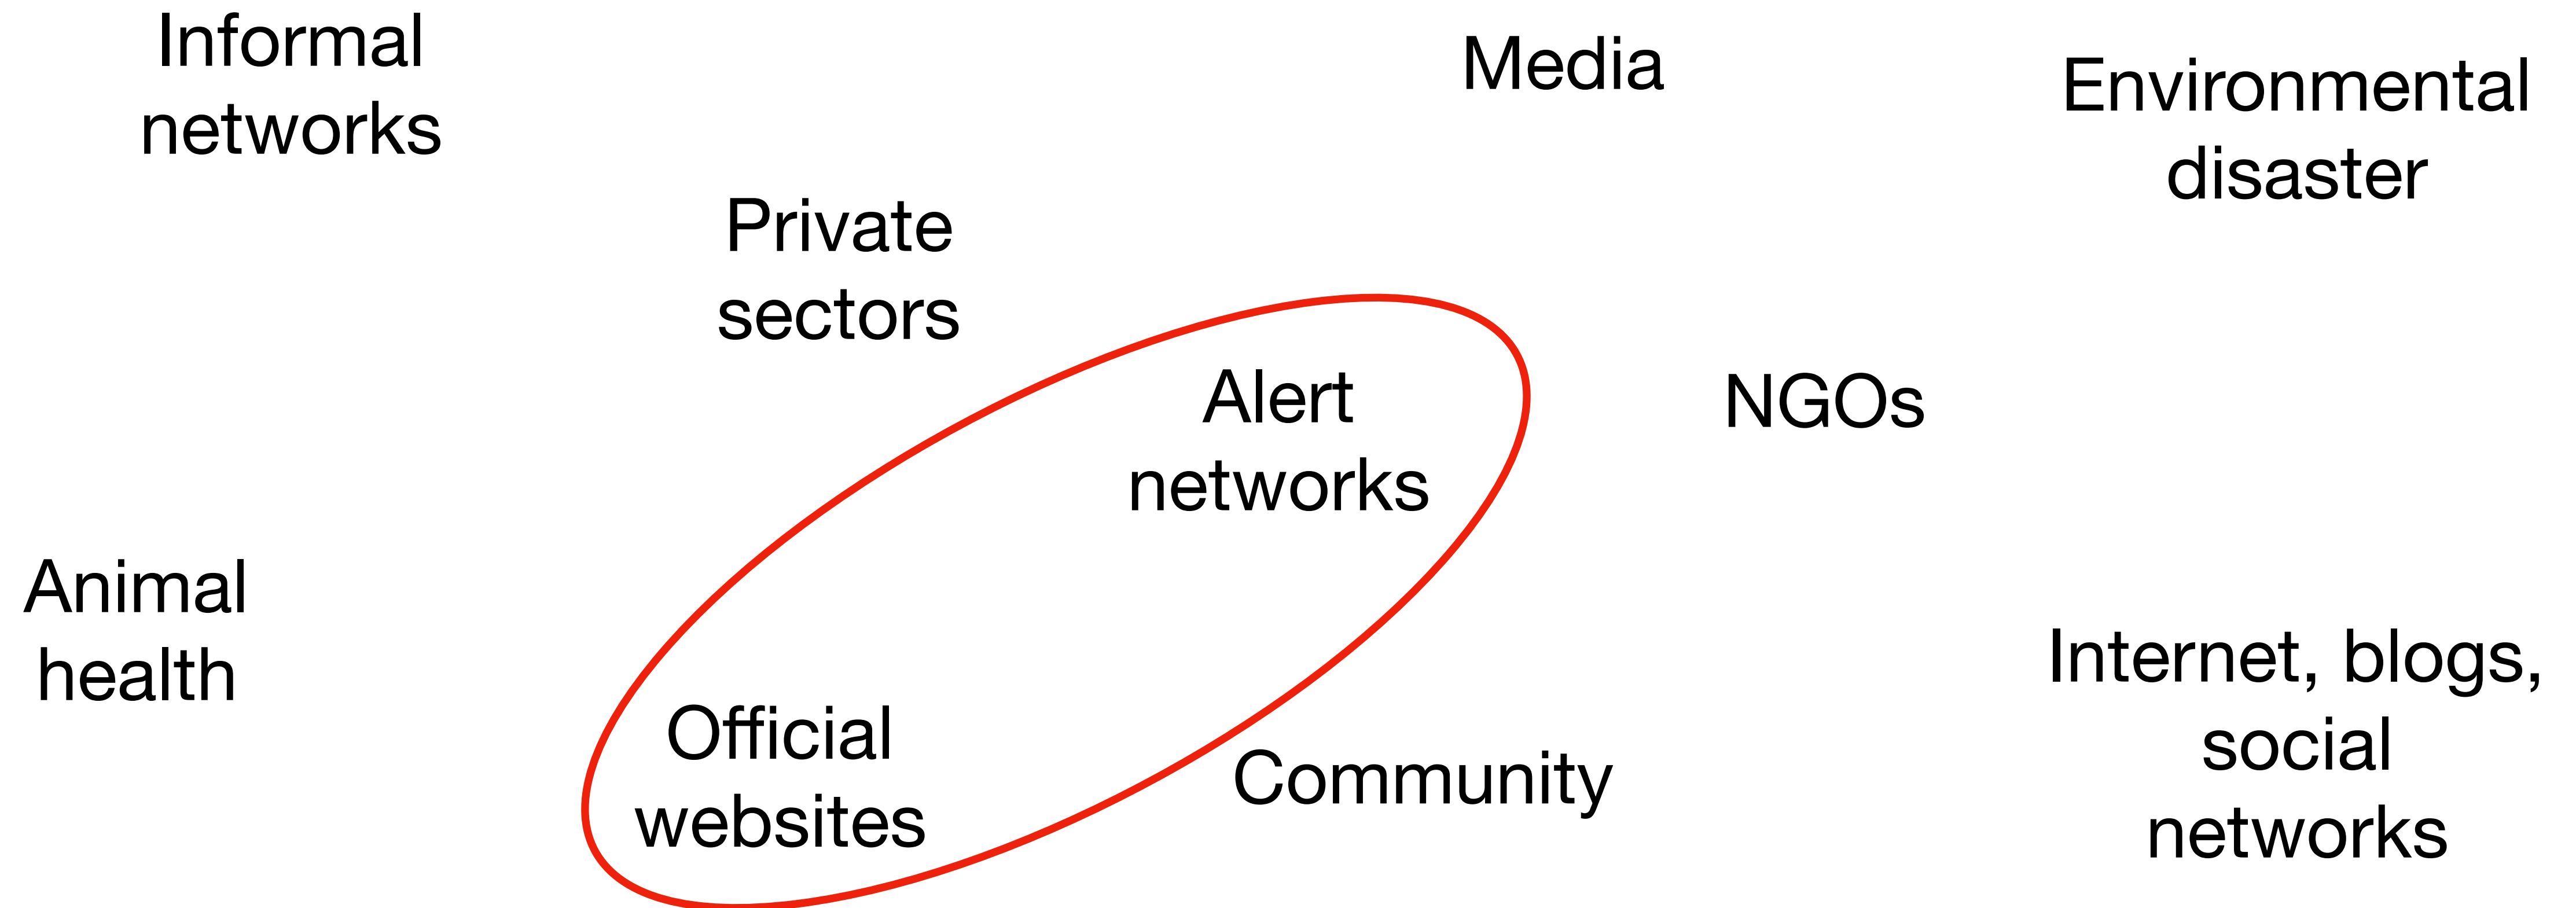 Informal
networks
Media
Environmental
disaster
Private
sectors
Alert
networks
NGOs
Animal
health
Official
websites
Community
Internet, blogs,
social
networks